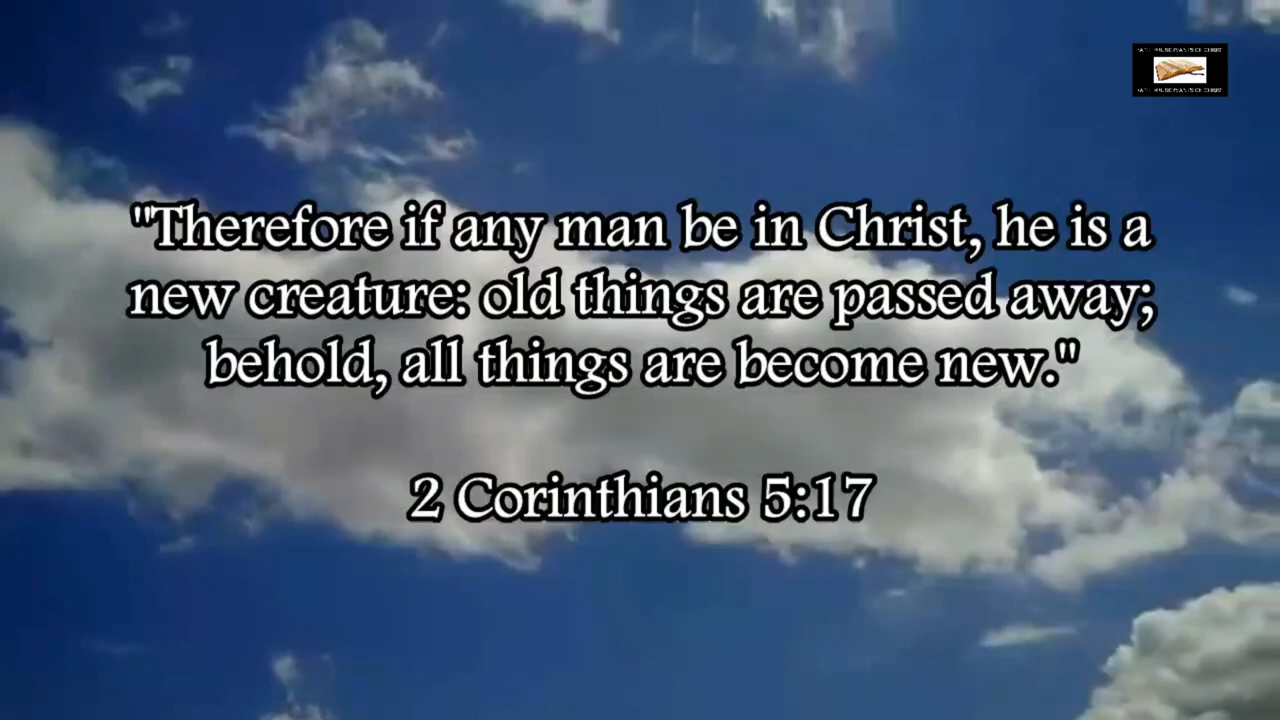 "Therefore if any man be in Christ, he is a
new creature: old things are passed away;
behold, all things are become new."
2 Corinthians 5:17